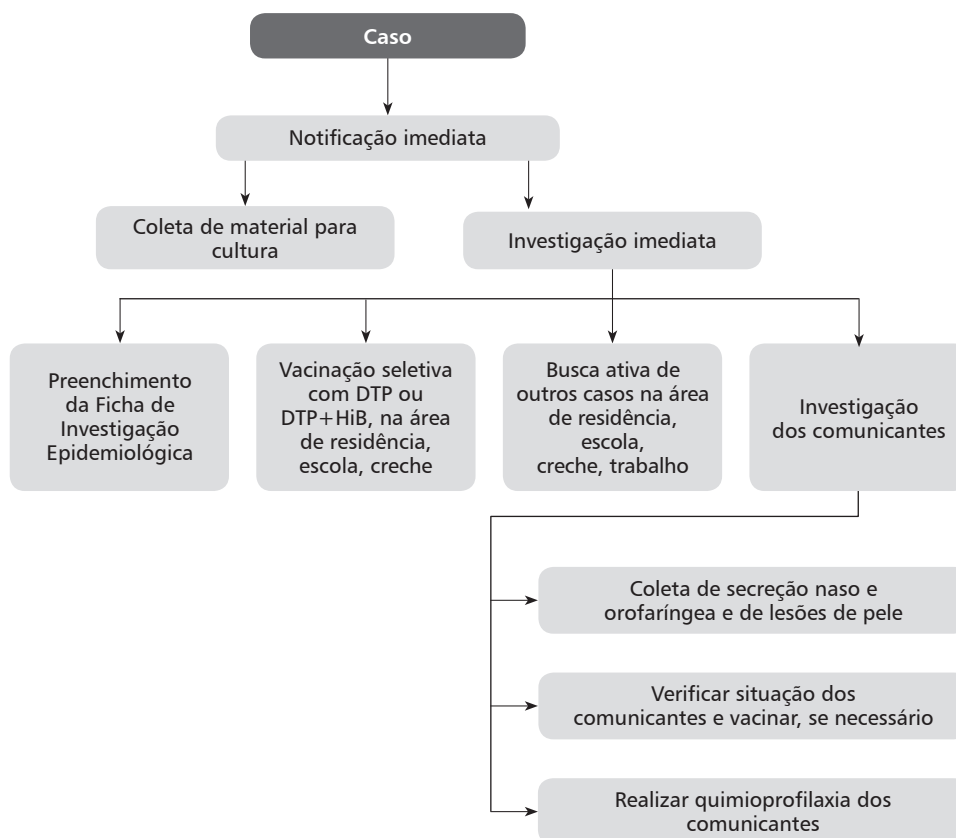 Caso
Notificação imediata
Coleta de material para
cultura
Investigação imediata
Preenchimento
da Ficha de
Investigação
Epidemiológica
Vacinação seletiva
com DTP ou
DTP+HiB, na área
de residência,
escola, creche
Busca ativa de
outros casos na área
de residência,
escola,
creche, trabalho
Investigação
dos comunicantes
Coleta de secreção naso e
orofaríngea e de lesões de pele
Verificar situação dos
comunicantes e vacinar, se necessário
Realizar quimioprofilaxia dos
comunicantes